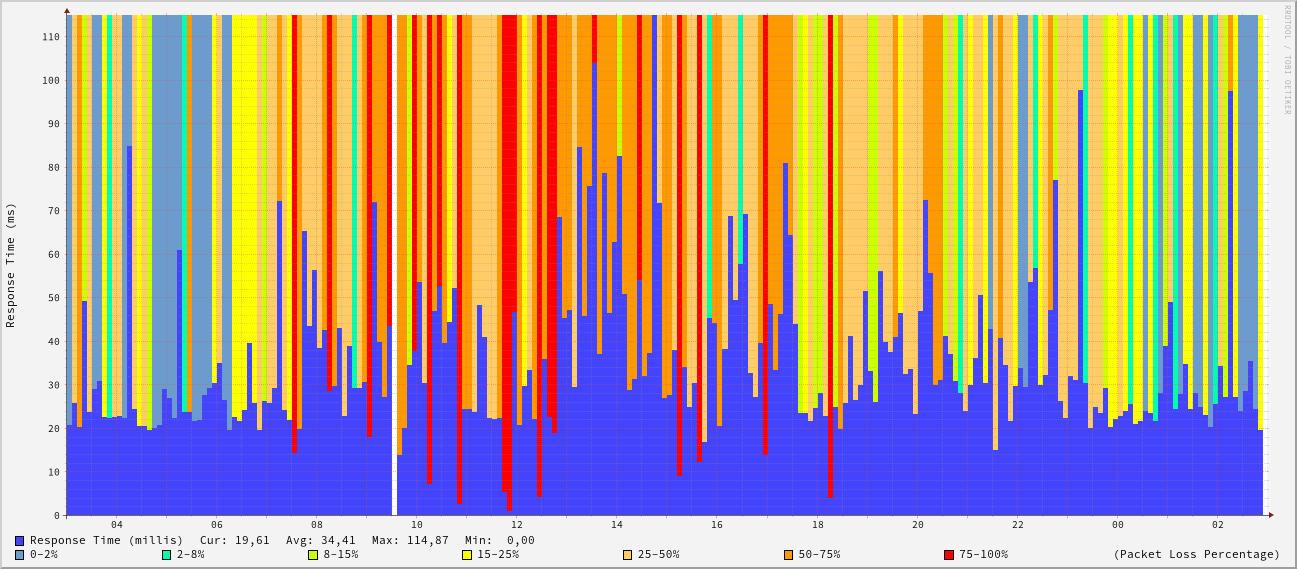 RRDTOOL / TOBI OETIKER
Response Time (ms)
110
100
90
80
70
60
50
40
30
20
10
0
04 06 08 10 12 14 16 18 20 22 00 02
Response Time (millis) Cur: 19,61 Avg: 34,41 Max: 114,87 Min: 0,00
0-2% 2-8% 8-15% 15-25% 25-50% 50-75% 75-100% (Packet Loss Percentage)